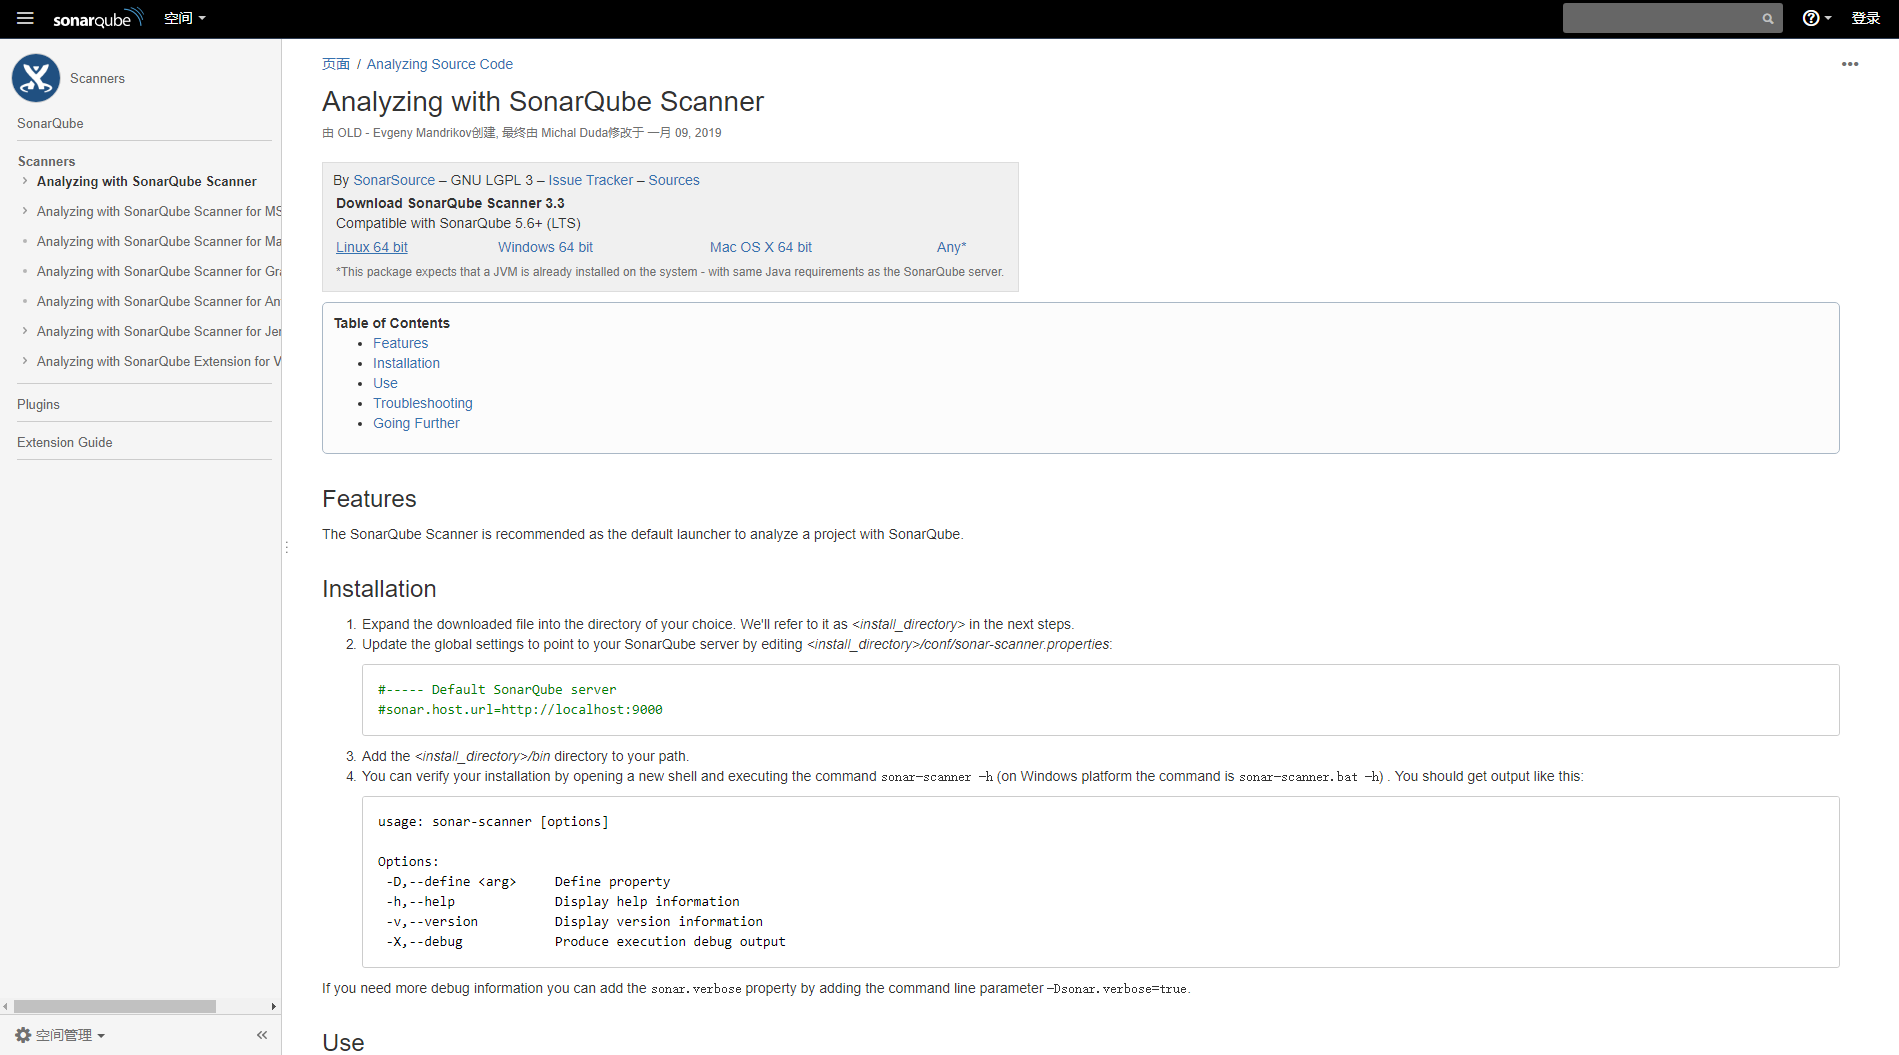 sonarqube 空间
登录
Scanners
SonarQube
Scanners
Analyzing with SonarQube Scanner
Analyzing with SonarQube Scanner for MS
Analyzing with SonarQube Scanner for Ma
Analyzing with SonarQube Scanner for Gra
Analyzing with SonarQube Scanner for An
Analyzing with SonarQube Scanner for Jer
Analyzing with SonarQube Extension for V
Plugins
Extension Guide
空间管理
页面 / Analyzing Source Code
Analyzing with SonarQube Scanner
由 OLD - Evgeny Mandrikov创建, 最终由 Michal Duda修改于 一月 09, 2019
By SonarSource – GNU LGPL 3 – Issue Tracker – Sources
Download SonarQube Scanner 3.3
Compatible with SonarQube 5.6+ (LTS)
Linux 64 bit Windows 64 bit Mac OS X 64 bit Any*
*This package expects that a JVM is already installed on the system - with same Java requirements as the SonarQube server.
Table of Contents
• Features
• Installation
• Use
• Troubleshooting
• Going Further
Features
The SonarQube Scanner is recommended as the default launcher to analyze a project with SonarQube.
Installation
1. Expand the downloaded file into the directory of your choice. We'll refer to it as <install_directory> in the next steps.
2. Update the global settings to point to your SonarQube server by editing <install_directory>/conf/sonar-scanner.properties:
#----- Default SonarQube server
#sonar.host.url=http://localhost:9000
3. Add the <install_directory>/bin directory to your path.
4. You can verify your installation by opening a new shell and executing the command sonar-scanner -h (on Windows platform the command is sonar-scanner.bat -h) . You should get output like this:
usage: sonar-scanner [options]
Options:
-D,--define <arg> Define property
-h,--help Display help information
-v,--version Display version information
-X,--debug Produce execution debug output
If you need more debug information you can add the sonar.verbose property by adding the command line parameter -Dsonar.verbose=true.
Use